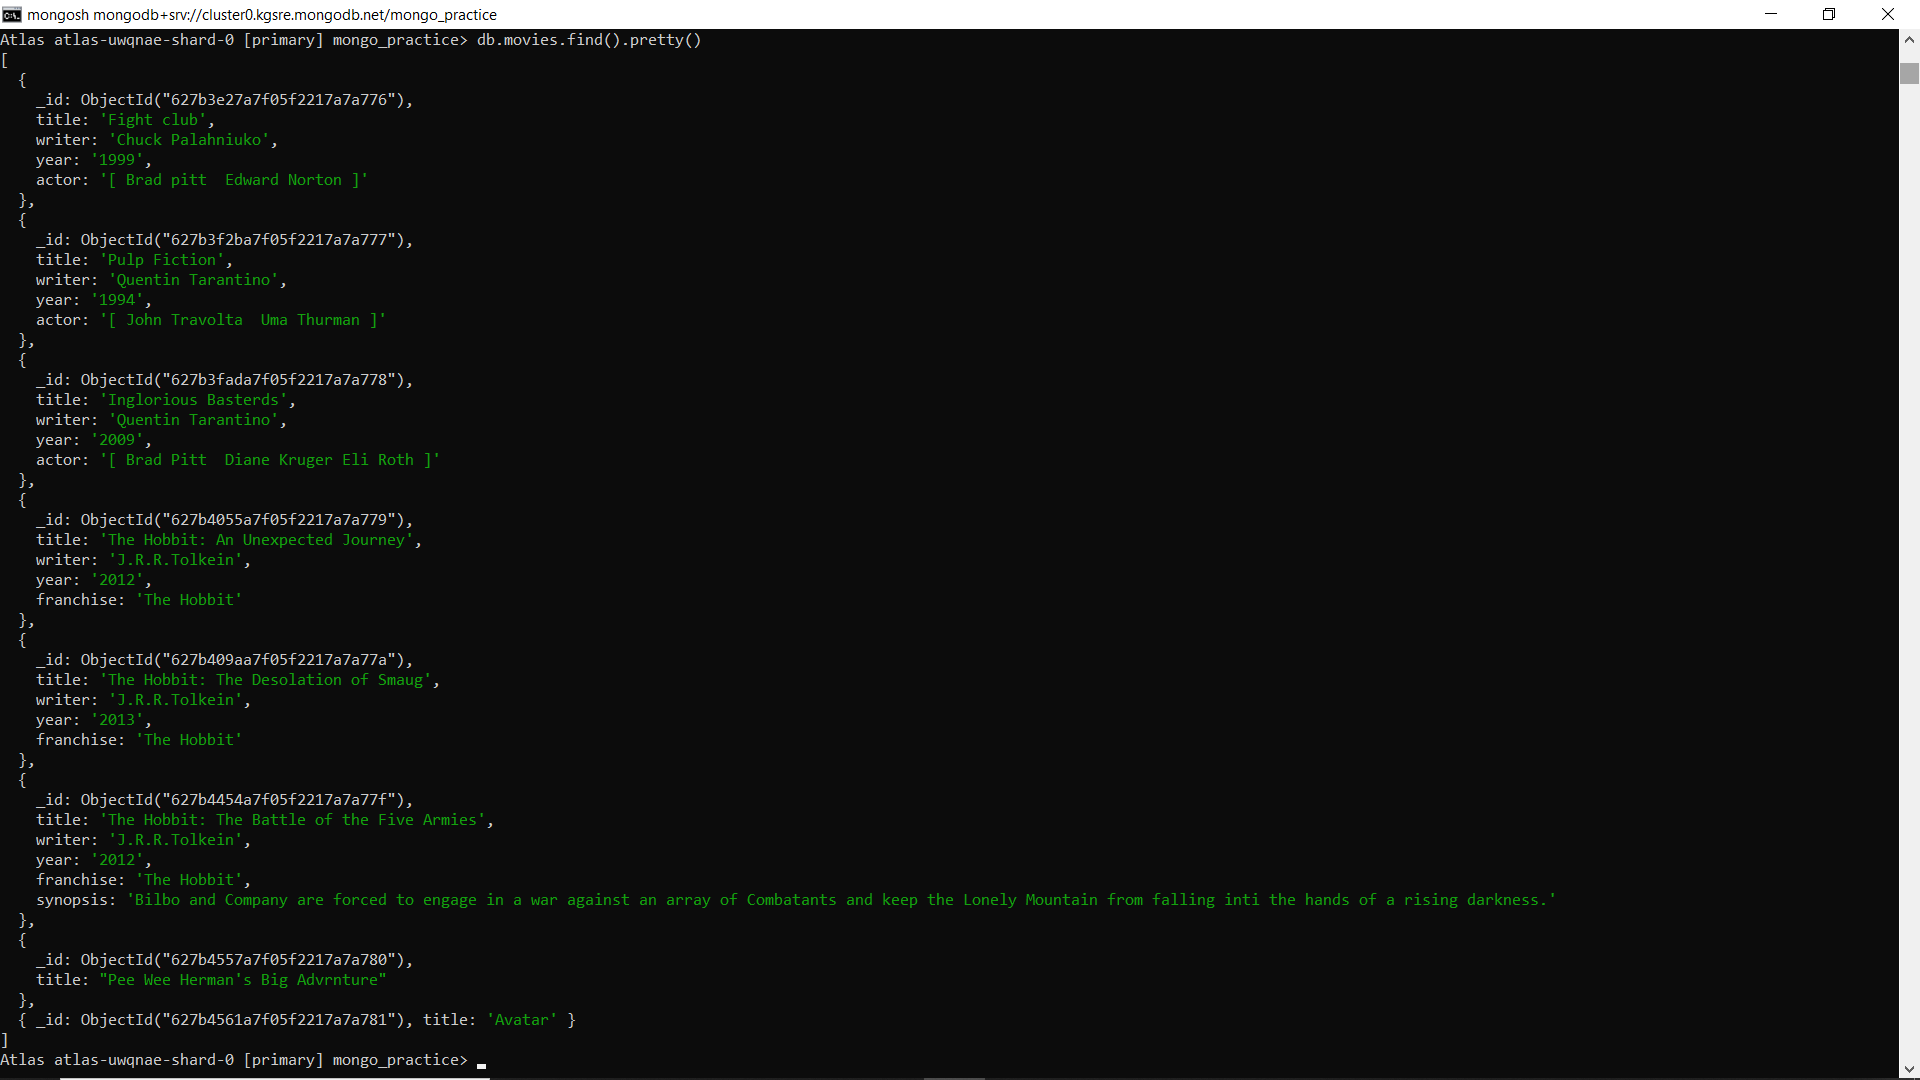 mongosh mongodb+srv://cluster0.kgsre.mongodb.net/mongo_practice
Atlas atlas-uwqnae-shard-0 [primary] mongo_practice> db.movies.find().pretty()
[
  {
    _id: ObjectId("627b3e27a7f05f2217a7a776"),
    title: 'Fight club',
    writer: 'Chuck Palahniuko',
    year: '1999',
    actor: '[ Brad pitt  Edward Norton ]'
  },
  {
    _id: ObjectId("627b3f2ba7f05f2217a7a777"),
    title: 'Pulp Fiction',
    writer: 'Quentin Tarantino',
    year: '1994',
    actor: '[ John Travolta  Uma Thurman ]'
  },
  {
    _id: ObjectId("627b3fada7f05f2217a7a778"),
    title: 'Inglorious Basterds',
    writer: 'Quentin Tarantino',
    year: '2009',
    actor: '[ Brad Pitt  Diane Kruger Eli Roth ]'
  },
  {
    _id: ObjectId("627b4055a7f05f2217a7a779"),
    title: 'The Hobbit: An Unexpected Journey',
    writer: 'J.R.R.Tolkein',
    year: '2012',
    franchise: 'The Hobbit'
  },
  {
    _id: ObjectId("627b409aa7f05f2217a7a77a"),
    title: 'The Hobbit: The Desolation of Smaug',
    writer: 'J.R.R.Tolkein',
    year: '2013',
    franchise: 'The Hobbit'
  },
  {
    _id: ObjectId("627b4454a7f05f2217a7a77f"),
    title: 'The Hobbit: The Battle of the Five Armies',
    writer: 'J.R.R.Tolkein',
    year: '2012',
    franchise: 'The Hobbit',
    synopsis: 'Bilbo and Company are forced to engage in a war against an array of Combatants and keep the Lonely Mountain from falling inti the hands of a rising darkness.'
  },
  {
    _id: ObjectId("627b4557a7f05f2217a7a780"),
    title: "Pee Wee Herman's Big Advrnture"
  },
  { _id: ObjectId("627b4561a7f05f2217a7a781"), title: 'Avatar' }
]
Atlas atlas-uwqnae-shard-0 [primary] mongo_practice>